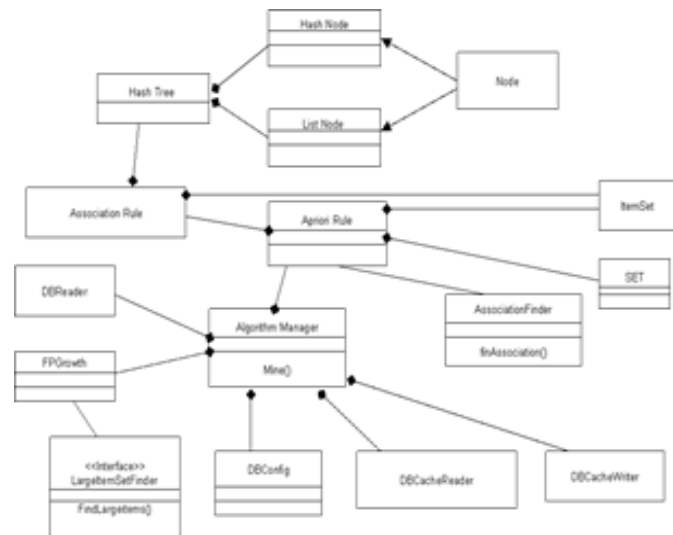 Hash Node
Node
Hash Tree
List Node
Association Rule
Apriori Rule
ItemSet
SET
DBReader
AssociationFinder
finAssociation()
Algorithm Manager
Mine()
FPGrowth
<<Interface>>
LargeItemSetFinder
FindLargeitems()
DBConfig
DBCacheReader
DBCacheWriter